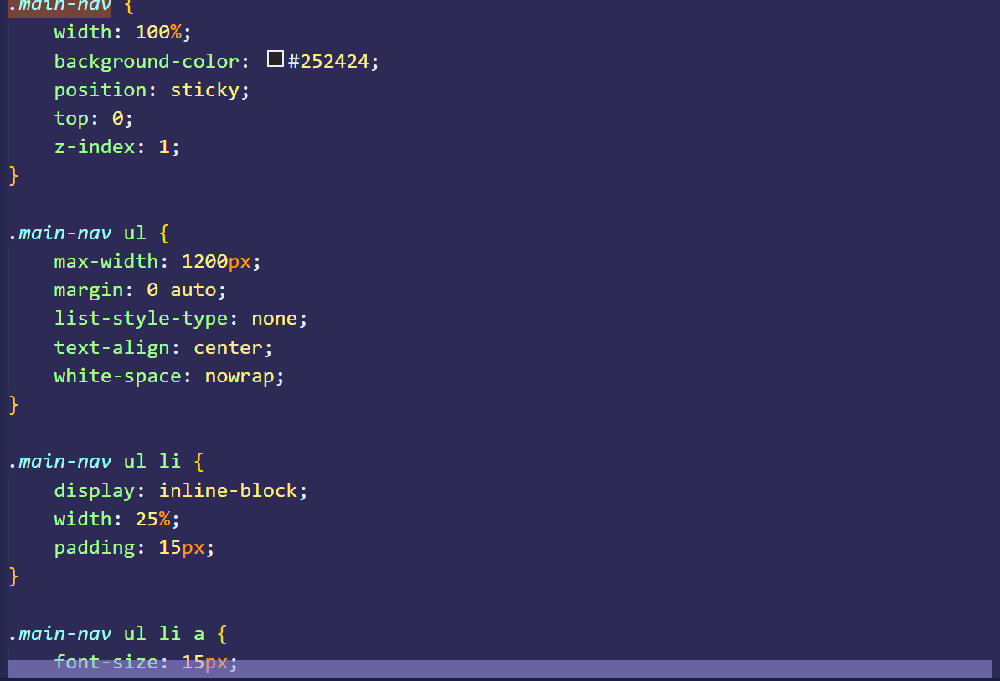 .main-nav {
    width: 100%;
    background-color: #252424;
    position: sticky;
    top: 0;
    z-index: 1;
}

.main-nav ul {
    max-width: 1200px;
    margin: 0 auto;
    list-style-type: none;
    text-align: center;
    white-space: nowrap;
}

.main-nav ul li {
    display: inline-block;
    width: 25%;
    padding: 15px;
}

.main-nav ul li a {
    font-size: 15px;